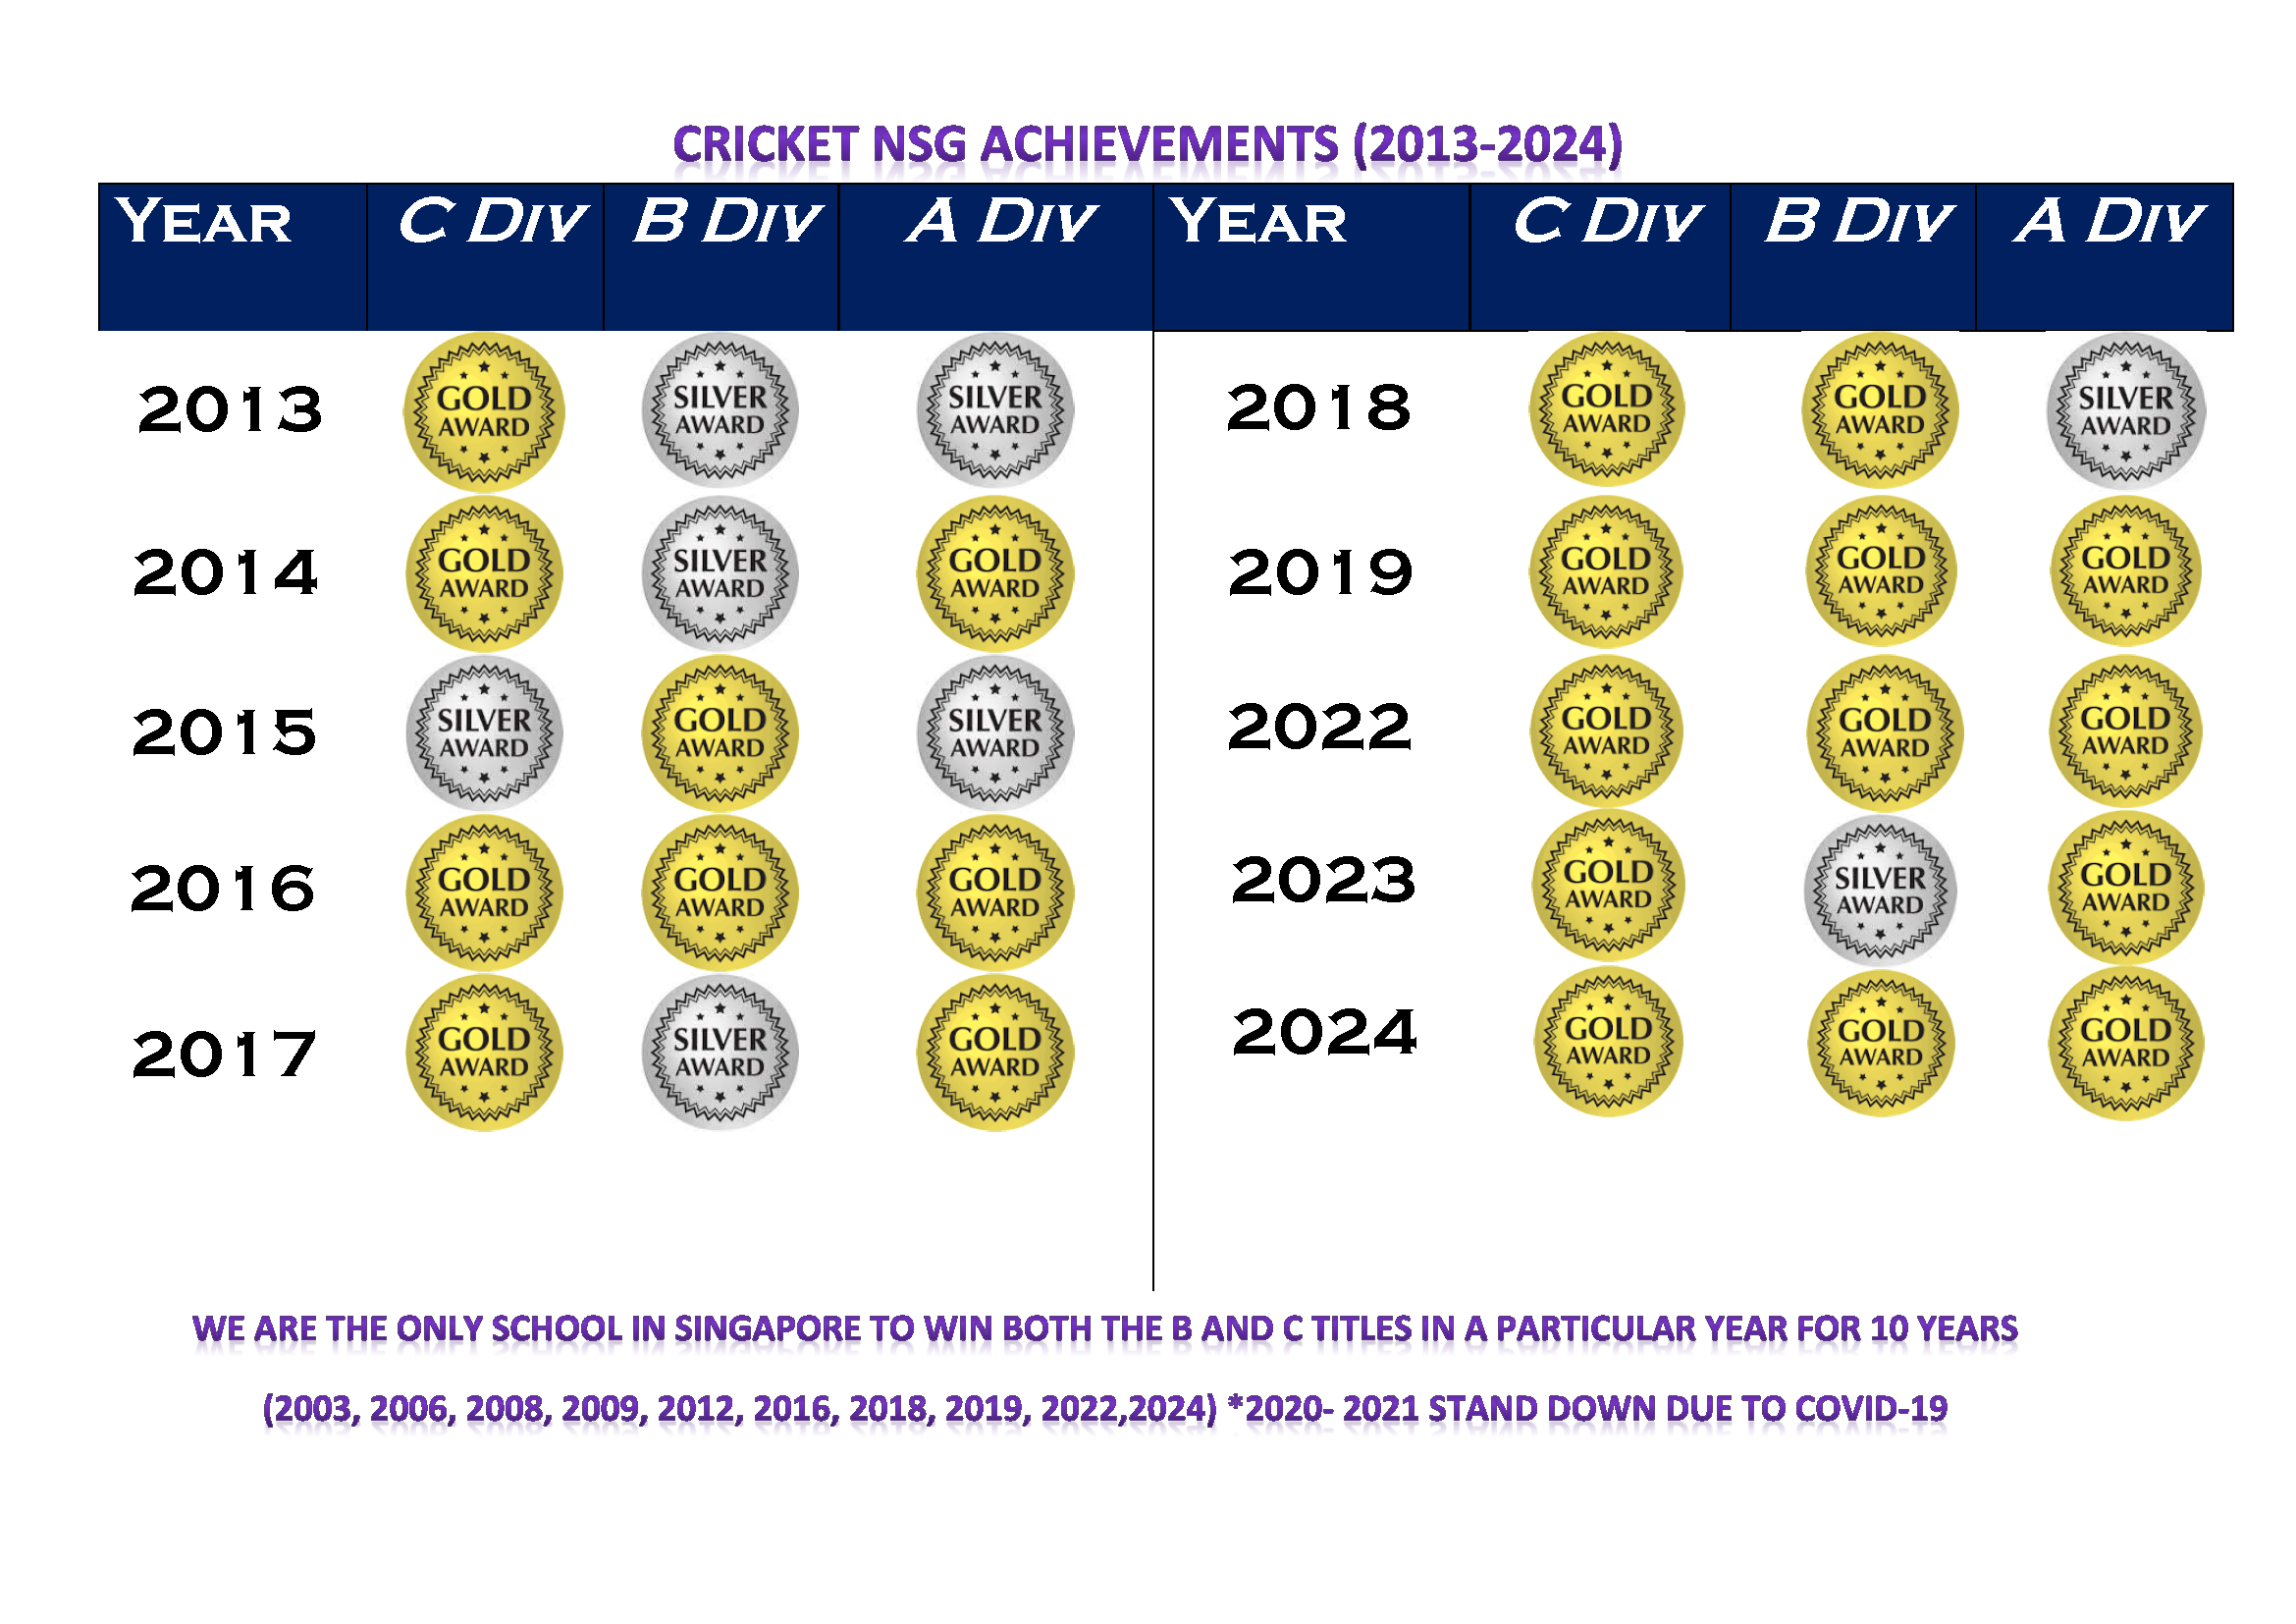 CRICKET NSG ACHIEVEMENTS (2013-2024)
YEAR C DIV B DIV A DIV YEAR C DIV B DIV A DIV
2013 GOLD AWARD SILVER AWARD SILVER AWARD 2018 GOLD AWARD GOLD AWARD SILVER AWARD
2014 GOLD AWARD SILVER AWARD GOLD AWARD 2019 GOLD AWARD GOLD AWARD GOLD AWARD
2015 SILVER AWARD GOLD AWARD SILVER AWARD 2022 GOLD AWARD GOLD AWARD GOLD AWARD
2016 GOLD AWARD GOLD AWARD GOLD AWARD 2023 GOLD AWARD SILVER AWARD GOLD AWARD
2017 GOLD AWARD SILVER AWARD GOLD AWARD 2024 GOLD AWARD GOLD AWARD GOLD AWARD
WE ARE THE ONLY SCHOOL IN SINGAPORE TO WIN BOTH THE B AND C TITLES IN A PARTICULAR YEAR FOR 10 YEARS
(2003, 2006, 2008, 2009, 2012, 2016, 2018, 2019, 2022,2024) *2020- 2021 STAND DOWN DUE TO COVID-19